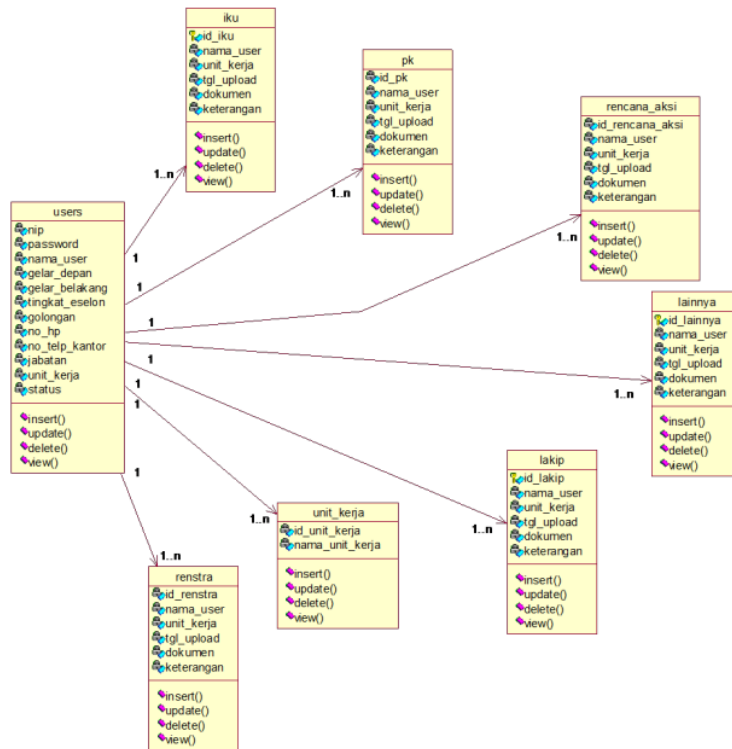 iku
id_iku
nama_user
unit_kerja
tgl_upload
dokumen
keterangan
insert()
update()
delete()
view()
1..n
pk
id_pk
nama_user
unit_kerja
tgl_upload
dokumen
keterangan
insert()
update()
delete()
view()
1..n
rencana_aksi
id_rencana_aksi
nama_user
unit_kerja
tgl_upload
dokumen
keterangan
insert()
update()
delete()
view()
1..n
users
nip
password
nama_user
gelar_depan
gelar_belakang
tingkat_eselon
golongan
no_hp
no_telp_kantor
jabatan
unit_kerja
status
insert()
update()
delete()
view()
1
1
1
1
1
1
1
lainnya
id_lainnya
nama_user
unit_kerja
tgl_upload
dokumen
keterangan
insert()
update()
delete()
view()
1..n
lakip
id_lakip
nama_user
unit_kerja
tgl_upload
dokumen
keterangan
insert()
update()
delete()
view()
1..n
unit_kerja
id_unit_kerja
nama_unit_kerja
insert()
update()
delete()
view()
1..n
renstra
id_renstra
nama_user
unit_kerja
tgl_upload
dokumen
keterangan
insert()
update()
delete()
view()
1..n